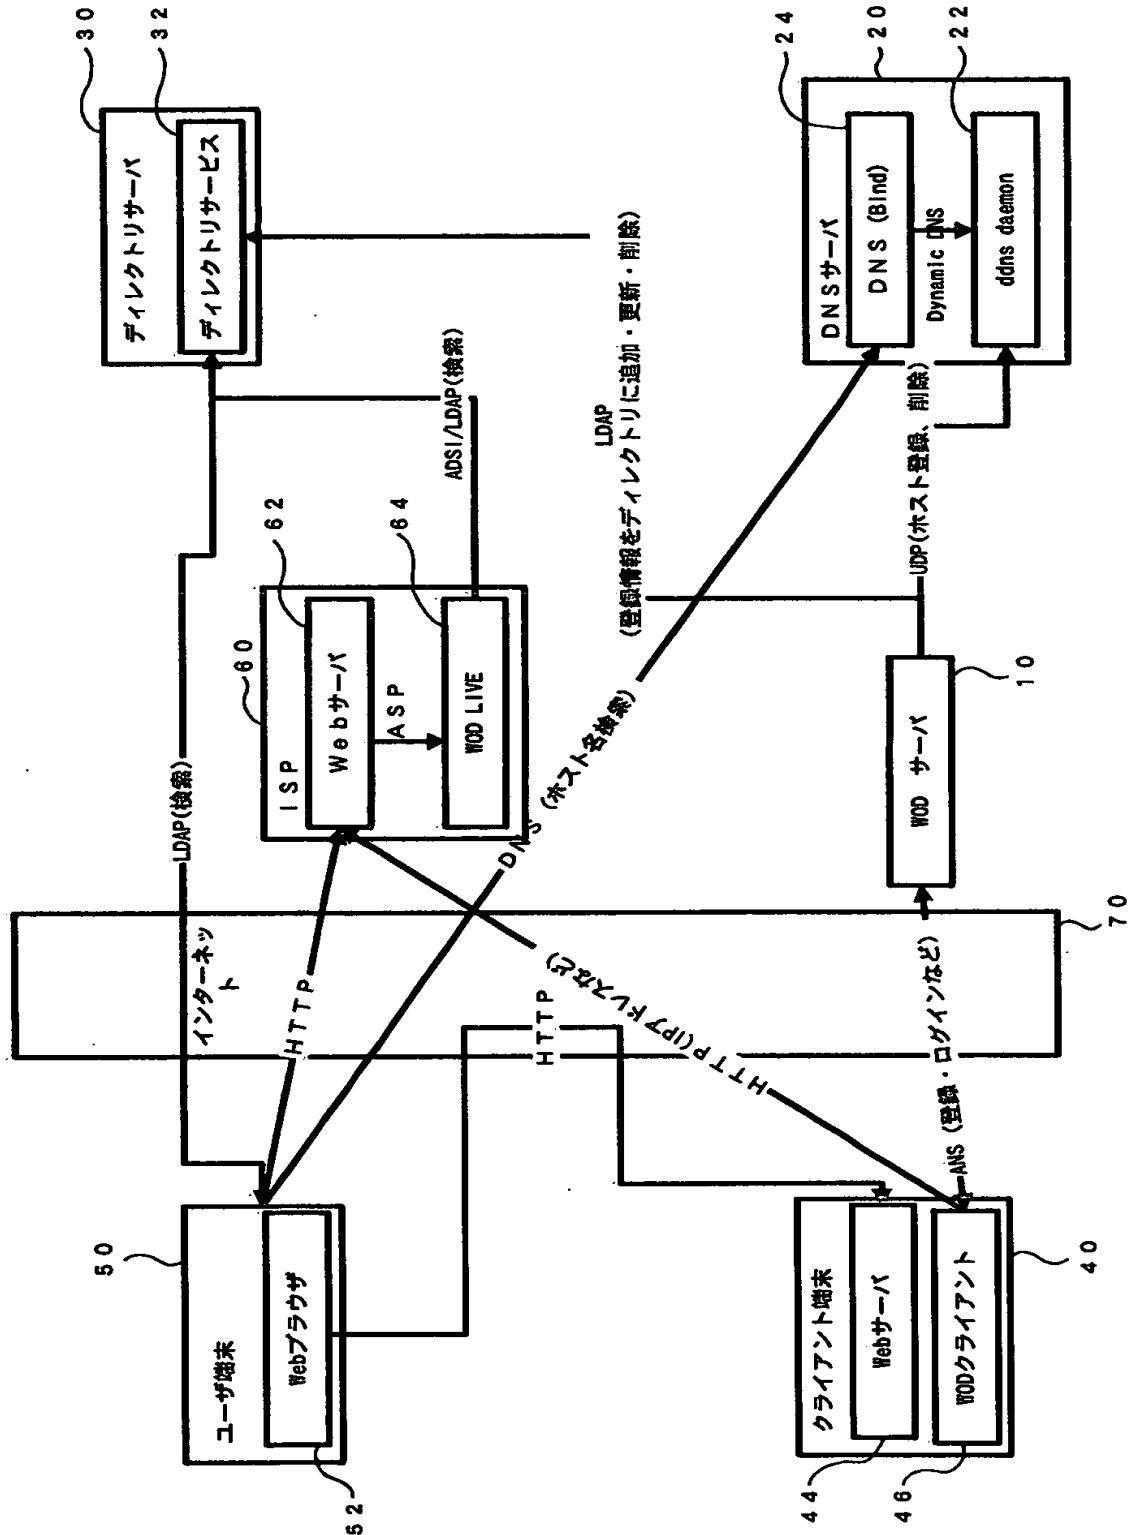 30
ディレクトリサーバ
32
ディレクトリサービス
LDAP(検索)
ADSI/LDAP(検索)
60
ISP
62
Webサーバ
ASP
64
WOD LIVE
インターネッ
ト
HTTP
50
ユーザ端末
Webブラウザ
52
DNS (ホスト名検索)
HTTP
HTTP(IPアドレスなど)
LDAP
(登録情報をディレクトリに追加・更新・削除)
24
20
22
DNSサーバ
DNS (Bind)
Dynamic DNS
ddns daemon
UDP(ホスト登録、削除)
WOD サーバ
10
70
ANS (登録・ログインなど)
クライアント端末
Webサーバ
WODクライアント
44
46
40